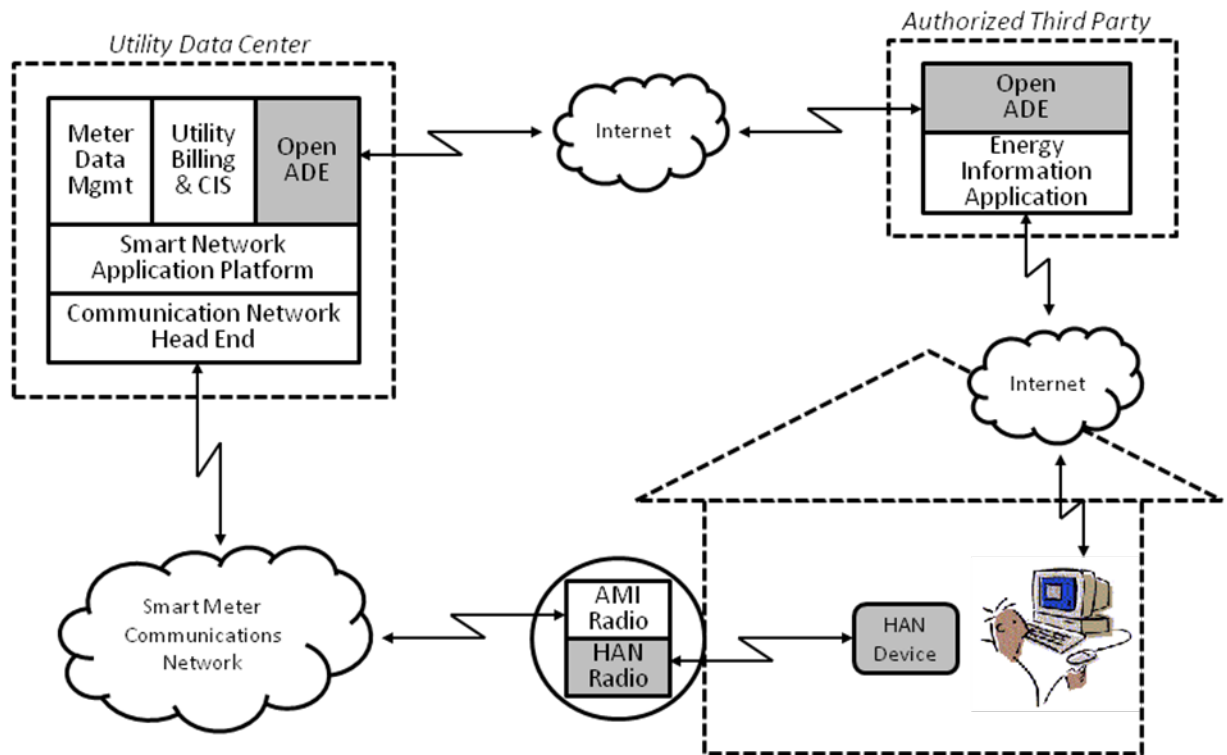 Utility Data Center
Authorized Third Party
Meter
Data
Mgmt
Utility
Billing
& CIS
Open
ADE
Smart Network
Application Platform
Communication Network
Head End
Internet
Open
ADE
Energy
Information
Application
Internet
Smart Meter
Communications
Network
AMI
Radio
HAN
Radio
HAN
Device